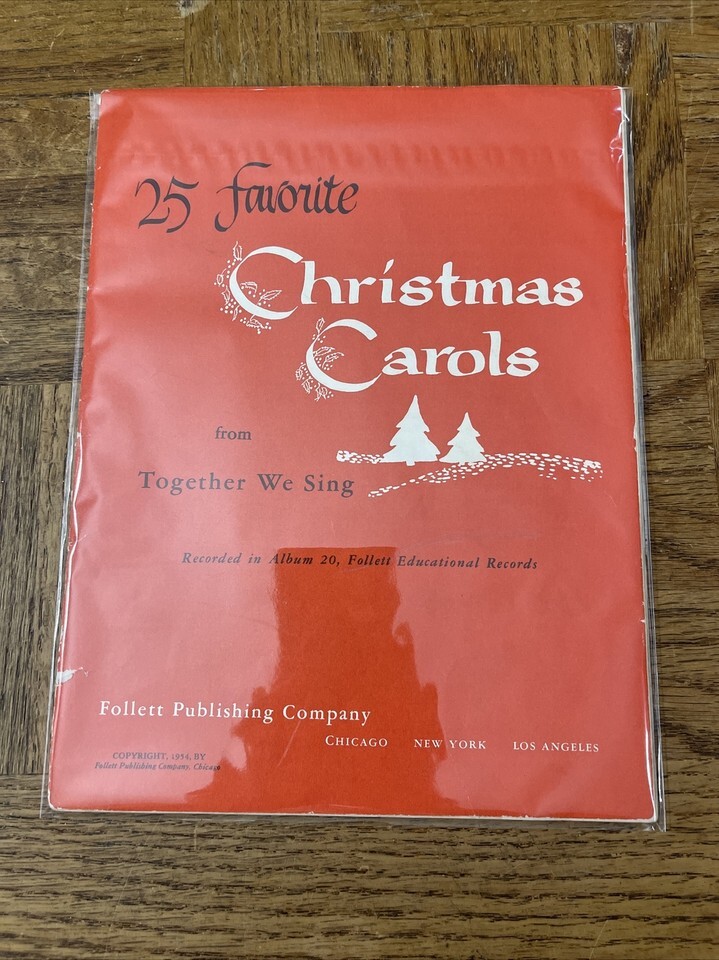 25 favorite
Christmas
Carols
from
Together We Sing
Recorded in Album 20, Follett Educational Records
Follett Publishing Company
CHICAGO NEW YORK LOS ANGELES
COPYRIGHT, 1954, BY
Follett Publishing Company, Chicago